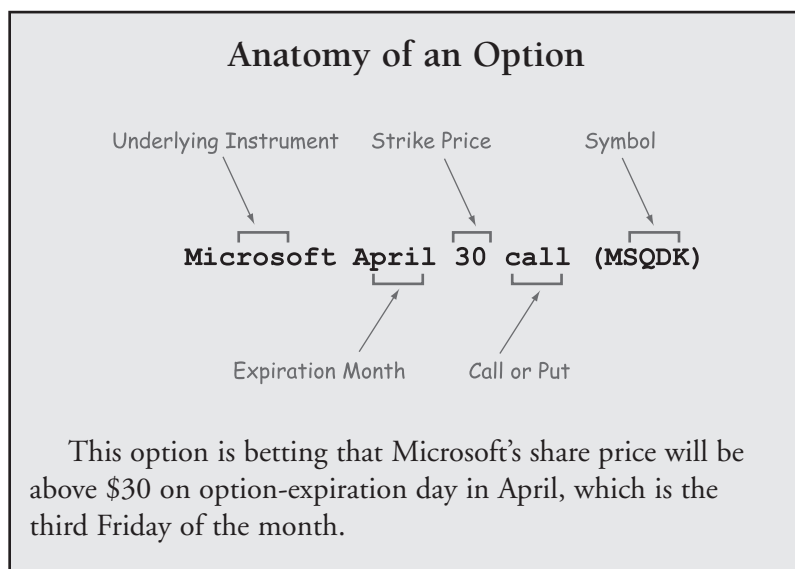 Anatomy of an Option
Underlying Instrument Strike Price Symbol
Microsoft April 30 call (MSQDK)
Expiration Month Call or Put
This option is betting that Microsoft’s share price will be
above $30 on option-expiration day in April, which is the
third Friday of the month.